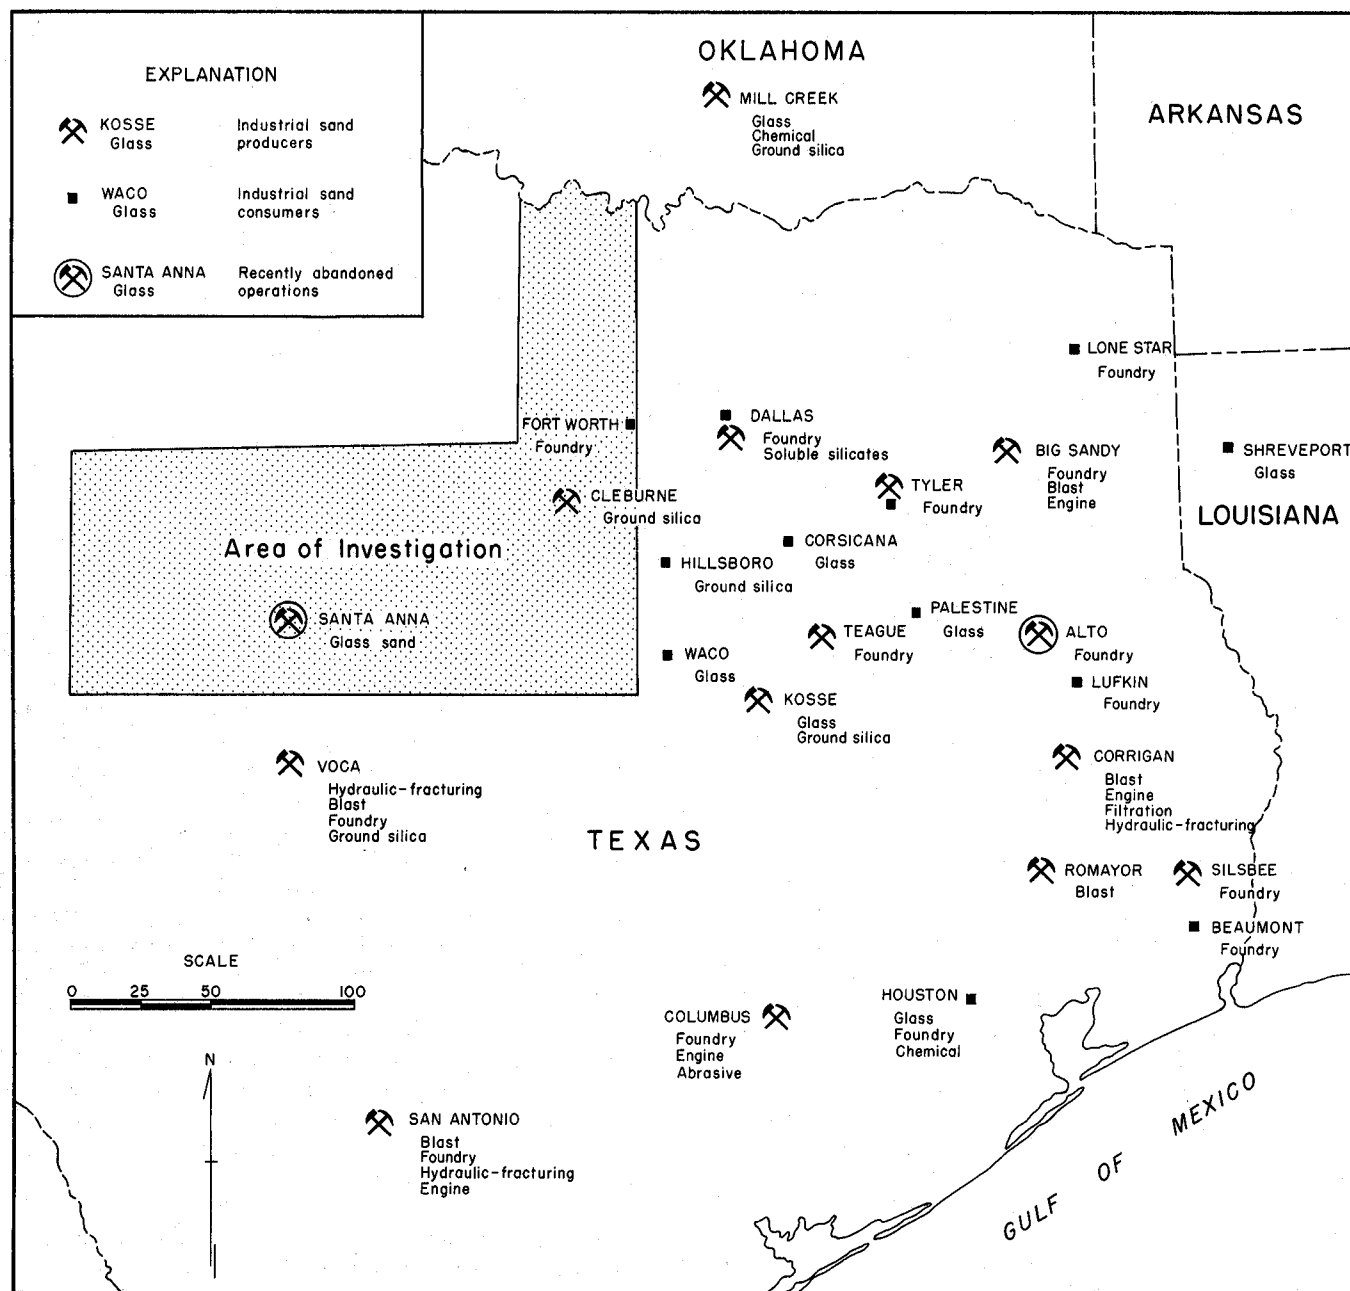 EXPLANATION
KOSSE
Glass
Industrial sand
producers
WACO
Glass
Industrial sand
consumers
SANTA ANNA
Glass
Recently abandoned
operations
OKLAHOMA
MILL CREEK
Glass
Chemical
Ground silica
ARKANSAS
LONE STAR
Foundry
FORT WORTH
Foundry
DALLAS
Foundry
Soluble silicates
BIG SANDY
Foundry
Blast
Engine
SHREVEPORT
Glass
TYLER
Foundry
CLEBURNE
Ground silica
LOUISIANA
Area of Investigation
CORSICANA
Glass
HILLSBORO
Ground silica
SANTA ANNA
Glass sand
PALESTINE
Glass
TEAGUE
Foundry
ALTO
Foundry
WACO
Glass
LUFKIN
Foundry
KOSSE
Glass
Ground silica
VOCA
Hydraulic-fracturing
Blast
Foundry
Ground silica
CORRIGAN
Blast
Engine
Filtration
Hydraulic-fracturing
TEXAS
ROMAYOR
Blast
SILSBEE
Foundry
BEAUMONT
Foundry
SCALE
0 25 50 100
HOUSTON
Glass
Foundry
Chemical
COLUMBUS
Foundry
Engine
Abrasive
N
SAN ANTONIO
Blast
Foundry
Hydraulic-fracturing
Engine
GULF OF MEXICO